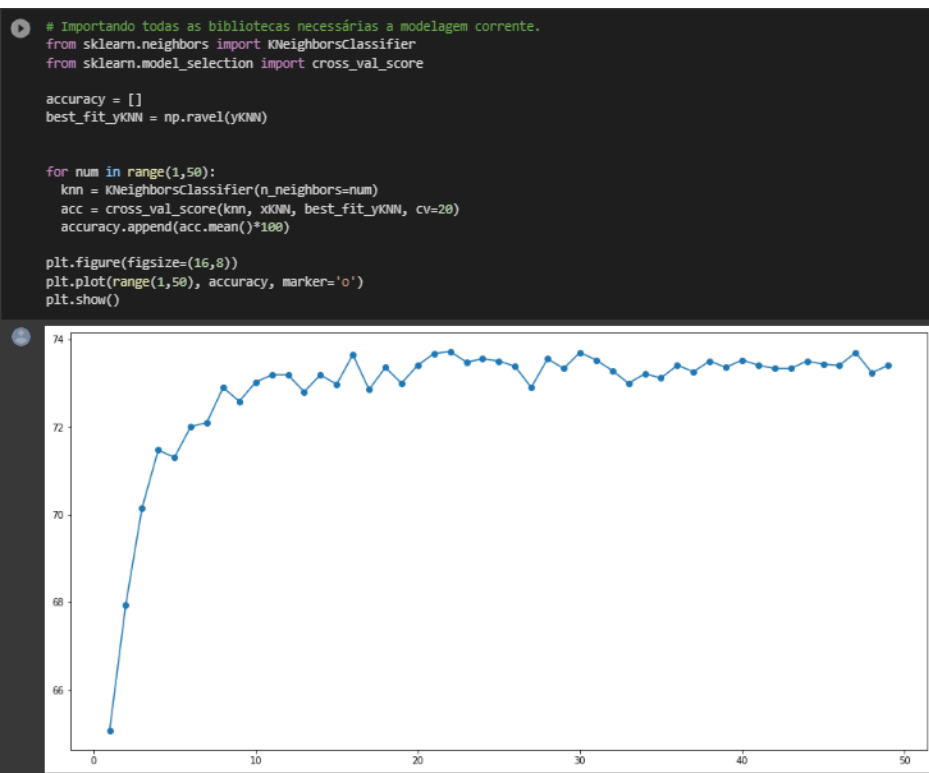 # Importando todas as bibliotecas necessárias a modelagem corrente.
from sklearn.neighbors import KNeighborsClassifier
from sklearn.model_selection import cross_val_score
accuracy = []
best_fit_yKNN = np.ravel(yKNN)
for num in range(1,50):
  knn = KNeighborsClassifier(n_neighbors=num)
  acc = cross_val_score(knn, xKNN, best_fit_yKNN, cv=20)
  accuracy.append(acc.mean()*100)
plt.figure(figsize=(16,8))
plt.plot(range(1,50), accuracy, marker='o')
plt.show()
74
72
70
68
66
0 10 20 30 40 50